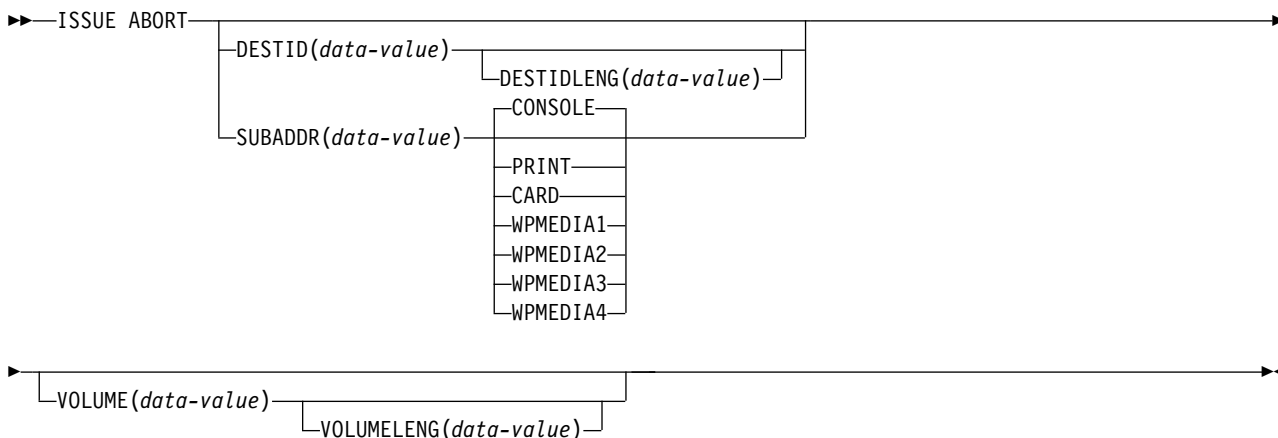 ISSUE ABORT
DESTID(data-value)
DESTIDLENG(data-value)
CONSOLE
SUBADDR(data-value)
PRINT
CARD
WPMEDIA1
WPMEDIA2
WPMEDIA3
WPMEDIA4
VOLUME(data-value)
VOLUMELENG(data-value)